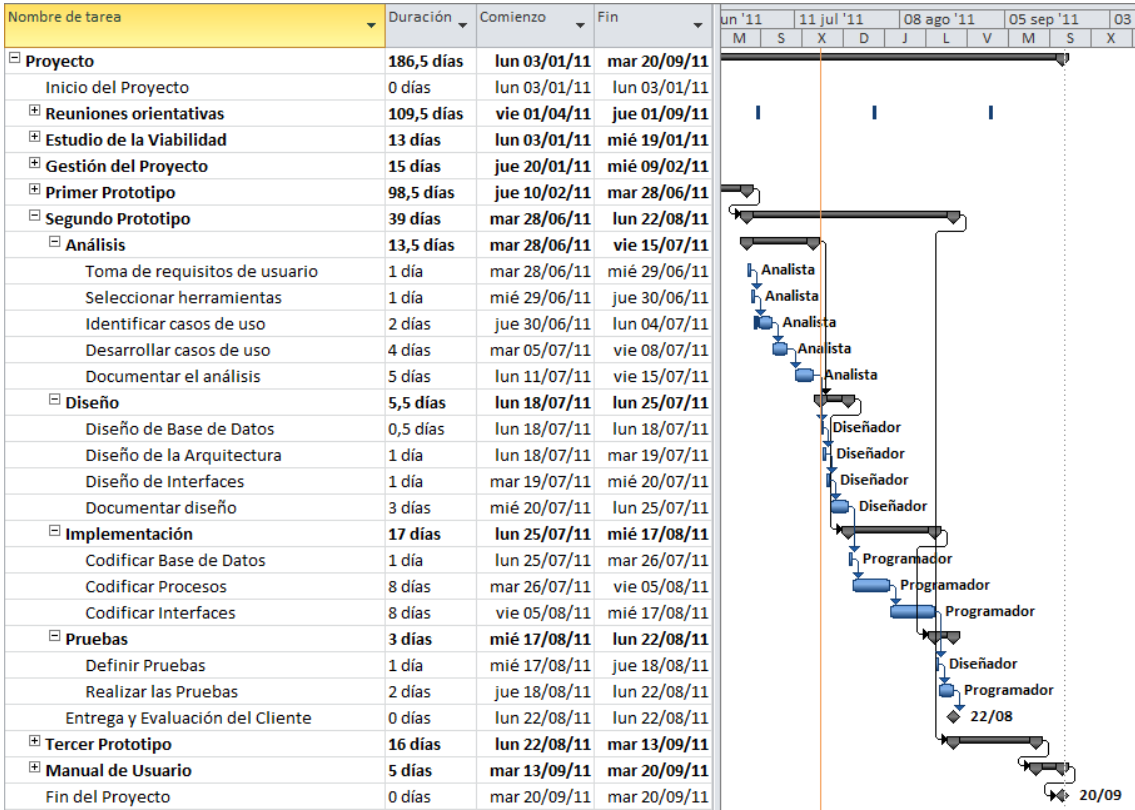 Nombre de tarea Duración Comienzo Fin un '11 11 jul '11 08 ago '11 05 sep '11 03
M S X D J L V M S X
Proyecto 186,5 días lun 03/01/11 mar 20/09/11
Inicio del Proyecto 0 días lun 03/01/11 lun 03/01/11
Reuniones orientativas 109,5 días vie 01/04/11 jue 01/09/11
Estudio de la Viabilidad 13 días lun 03/01/11 mié 19/01/11
Gestión del Proyecto 15 días jue 20/01/11 mié 09/02/11
Primer Prototipo 98,5 días jue 10/02/11 mar 28/06/11
Segundo Prototipo 39 días mar 28/06/11 lun 22/08/11
Análisis 13,5 días mar 28/06/11 vie 15/07/11
Toma de requisitos de usuario 1 día mar 28/06/11 mié 29/06/11 Analista
Seleccionar herramientas 1 día mié 29/06/11 jue 30/06/11 Analista
Identificar casos de uso 2 días jue 30/06/11 lun 04/07/11 Analista
Desarrollar casos de uso 4 días mar 05/07/11 vie 08/07/11 Analista
Documentar el análisis 5 días lun 11/07/11 vie 15/07/11 Analista
Diseño 5,5 días lun 18/07/11 lun 25/07/11
Diseño de Base de Datos 0,5 días lun 18/07/11 lun 18/07/11 Diseñador
Diseño de la Arquitectura 1 día lun 18/07/11 mar 19/07/11 Diseñador
Diseño de Interfaces 1 día mar 19/07/11 mié 20/07/11 Diseñador
Documentar diseño 3 días mié 20/07/11 lun 25/07/11 Diseñador
Implementación 17 días lun 25/07/11 mié 17/08/11
Codificar Base de Datos 1 día lun 25/07/11 mar 26/07/11 Programador
Codificar Procesos 8 días mar 26/07/11 vie 05/08/11 Programador
Codificar Interfaces 8 días vie 05/08/11 mié 17/08/11 Programador
Pruebas 3 días mié 17/08/11 lun 22/08/11
Definir Pruebas 1 día mié 17/08/11 jue 18/08/11 Diseñador
Realizar las Pruebas 2 días jue 18/08/11 lun 22/08/11 Programador
Entrega y Evaluación del Cliente 0 días lun 22/08/11 lun 22/08/11 22/08
Tercer Prototipo 16 días lun 22/08/11 mar 13/09/11
Manual de Usuario 5 días mar 13/09/11 mar 20/09/11
Fin del Proyecto 0 días mar 20/09/11 mar 20/09/11 20/09